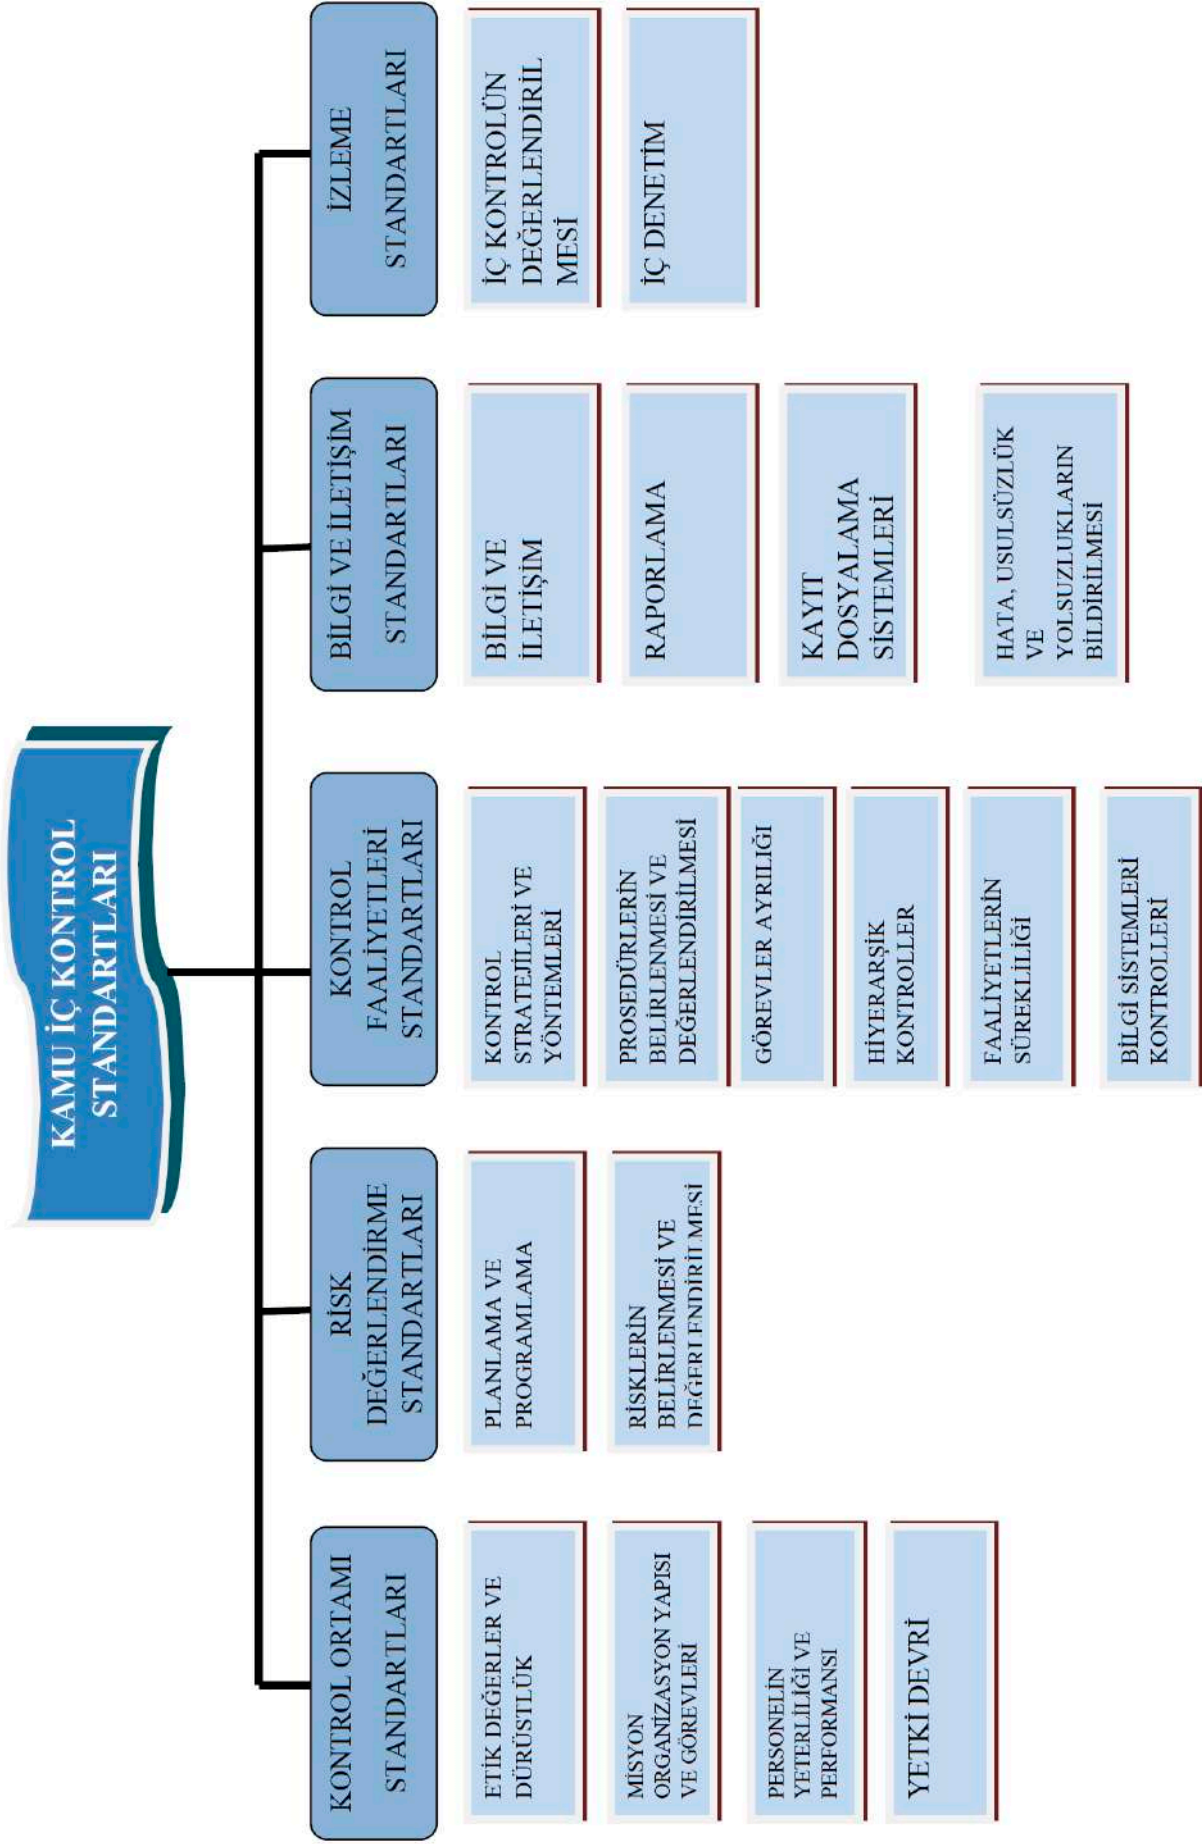 KAMU İÇ KONTROL
STANDARTLARI
KONTROL ORTAMI
STANDARTLARI
ETİK DEĞERLER VE
DÜRÜSTLÜK
MİSYON
ORGANİZASYON YAPISI
VE GÖREVLERİ
PERSONELİN
YETERLİLİĞİ VE
PERFORMANSI
YETKİ DEVRİ
RİSK
DEĞERLENDİRME
STANDARTLARI
PLANLAMA VE
PROGRAMLAMA
RİSKLERİN
BELİRLENMESİ VE
DEĞERLENDİRİLMESİ
KONTROL
FAALİYETLERİ
STANDARTLARI
KONTROL
STRATEJİLERİ VE
YÖNTEMLERİ
PROSEDÜRLERİN
BELİRLENMESİ VE
DEĞERLENDİRİLMESİ
GÖREVLER AYRILIĞI
HİYERARŞİK
KONTROLLER
FAALİYETLERİN
SÜREKLİLİĞİ
BİLGİ SİSTEMLERİ
KONTROLLERİ
BİLGİ VE İLETİŞİM
STANDARTLARI
BİLGİ VE
İLETİŞİM
RAPORLAMA
KAYIT
DOSYALAMA
SİSTEMLERİ
HATA, USULSÜZLÜK
VE
YOLSUZLUKLARIN
BİLDİRİLMESİ
İZLEME
STANDARTLARI
İÇ KONTROLÜN
DEĞERLENDİRİL
MESİ
İÇ DENETİM